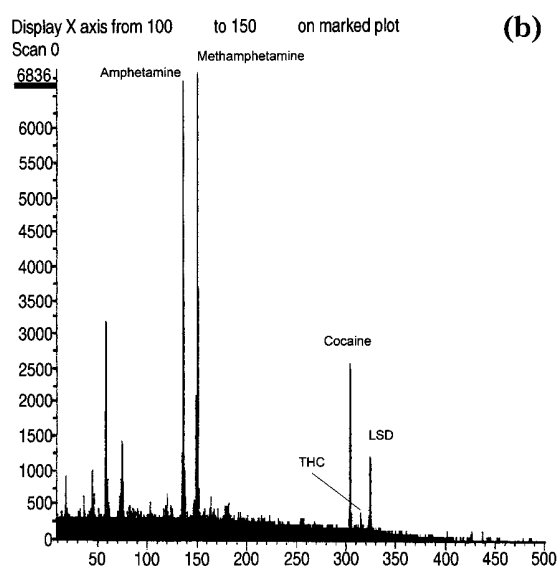 Display X axis from 100 to 150 on marked plot
(b)
Scan 0
Methamphetamine
Amphetamine
6836
6000
5500
5000
4500
4000
3500
3000
2500
2000
1500
1000
500
0
Cocaine
LSD
THC
50 100 150 200 250 300 350 400 450 500